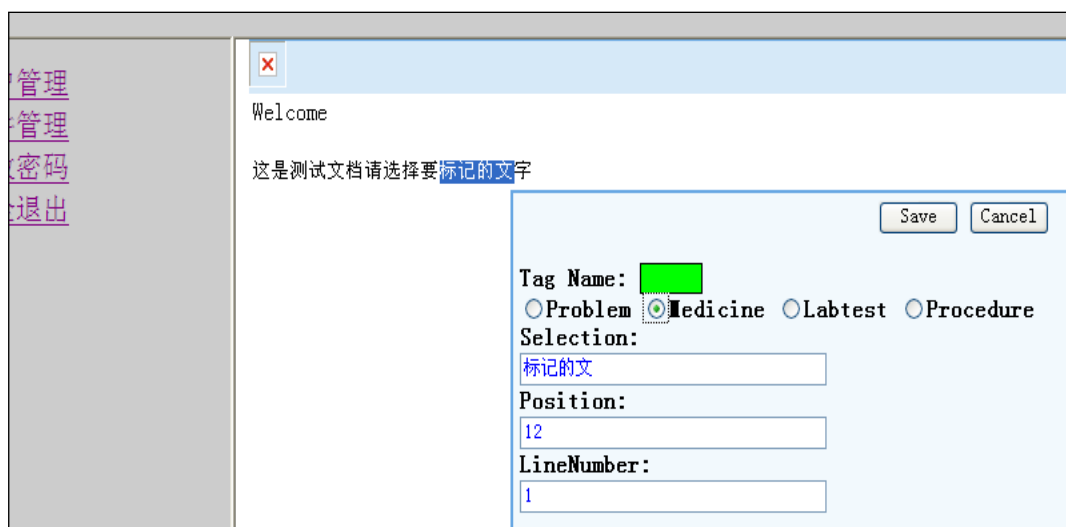 管理
管理
密码
退出
Welcome
这是测试文档请选择要标记的文字
Save Cancel
Tag Name:
Problem Medicine Labtest Procedure
Selection:
标记的文
Position:
12
LineNumber:
1